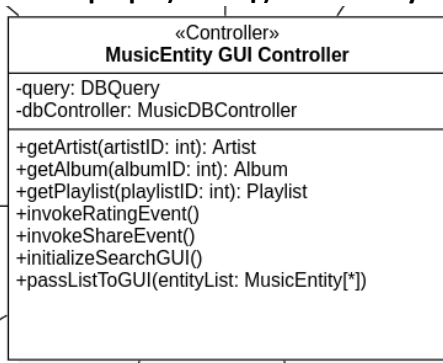 «Controller»
MusicEntity GUI Controller
-query: DBQuery
-dbController: MusicDBController
+getArtist(artistID: int): Artist
+getAlbum(albumID: int): Album
+getPlaylist(playlistID: int): Playlist
+invokeRatingEvent()
+invokeShareEvent()
+initializeSearchGUI()
+passListToGUI(entityList: MusicEntity[*])